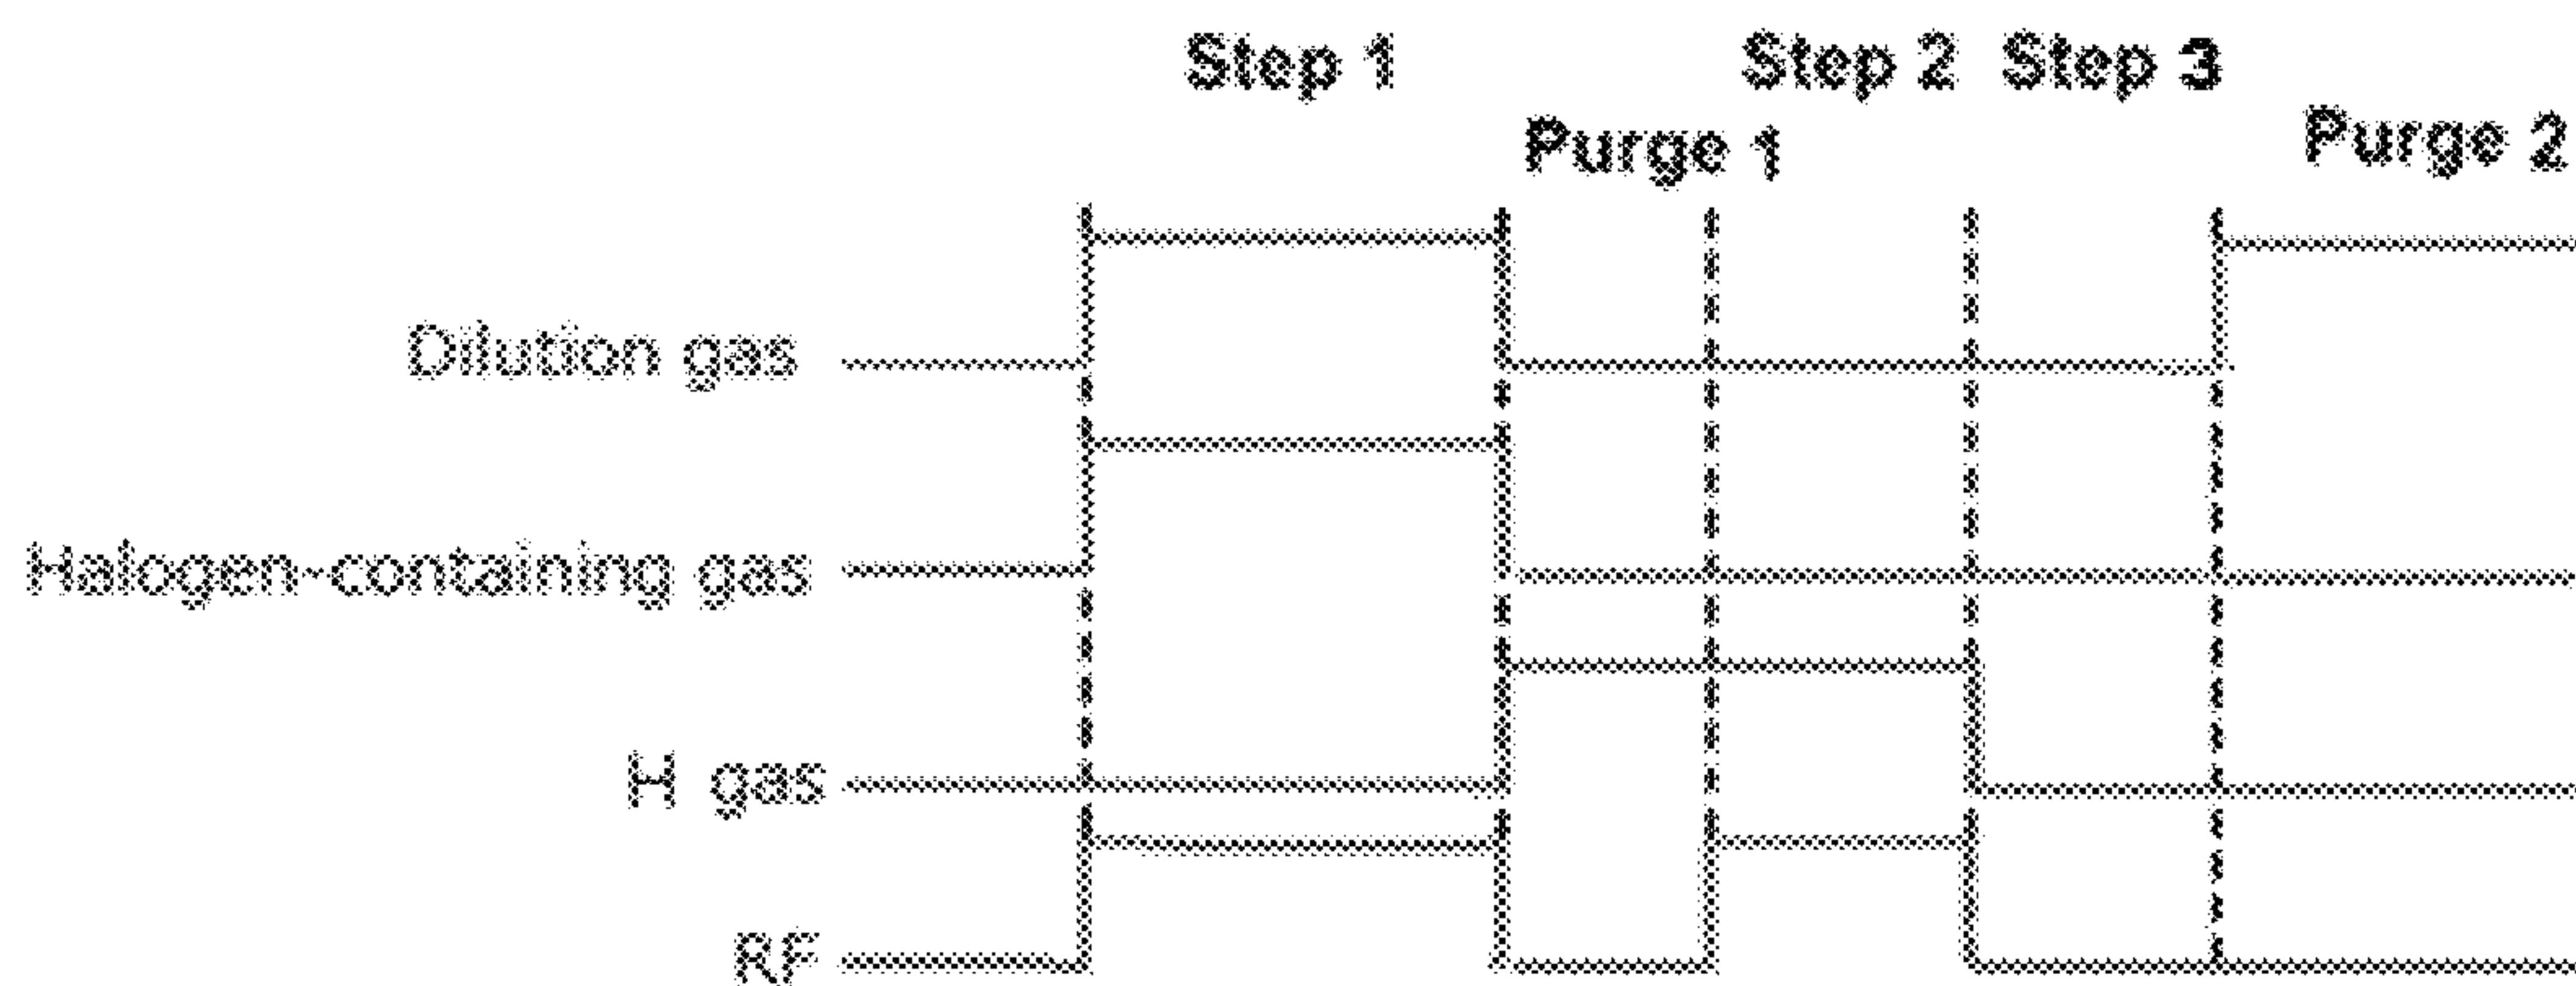 Step 1
Step 2
Step 3
Purge 1
Purge 2
Dilution gas
Halogen-containing gas
H gas
RF